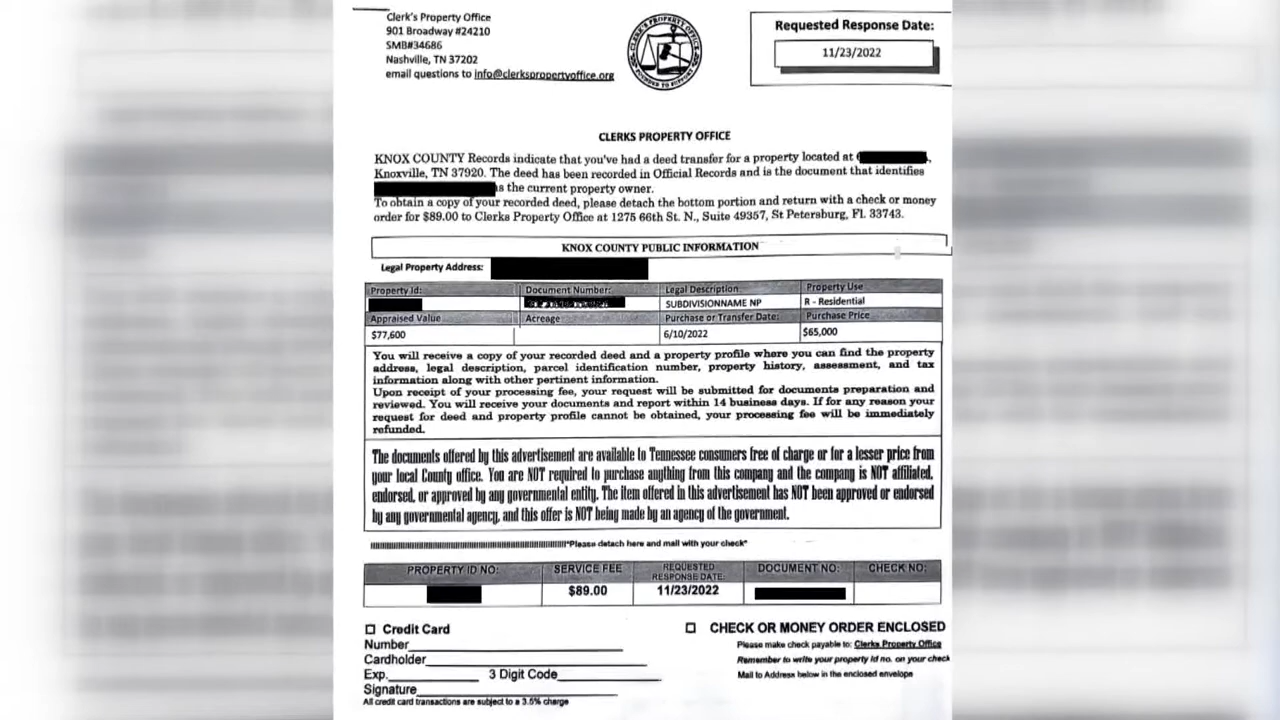 Clerk's Property Office
901 Broadway #24210
SMB#34686
Nashville, TN 37202
email questions to info@clerkspropertyoffice.org
CLERK'S PROPERTY OFFICE
FOUNDED TO SUPPORT
Requested Response Date:
11/23/2022
CLERKS PROPERTY OFFICE
KNOX COUNTY Records indicate that you've had a deed transfer for a property located at
Knoxville, TN 37920. The deed has been recorded in Official Records and is the document that identifies
s the current property owner.
To obtain a copy of your recorded deed, please detach the bottom portion and return with a check or money
order for $89.00 to Clerks Property Office at 1275 66th St. N., Suite 49357, St Petersburg, Fl. 33743.
KNOX COUNTY PUBLIC INFORMATION
Legal Property Address:
Property Id: Document Number: Legal Description: Property Use
SUBDIVISIONNAME NP R - Residential
Appraised Value Acreage Purchase or Transfer Date: Purchase Price
$77,600 6/10/2022 $65,000
You will receive a copy of your recorded deed and a property profile where you can find the property
address, legal description, parcel identification number, property history, assessment, and tax
information along with other pertinent information.
Upon receipt of your processing fee, your request will be submitted for documents preparation and
reviewed. You will receive your documents and report within 14 business days. If for any reason your
request for deed and property profile cannot be obtained, your processing fee will be immediately
refunded.
The documents offered by this advertisement are available to Tennessee consumers free of charge or for a lesser price from
your local County office. You are NOT required to purchase anything from this company and the company is NOT affiliated,
endorsed, or approved by any governmental entity. The item offered in this advertisement has NOT been approved or endorsed
by any governmental agency, and this offer is NOT being made by an agency of the government.
*Please detach here and mail with your check*
PROPERTY ID NO: SERVICE FEE REQUESTED RESPONSE DATE: DOCUMENT NO: CHECK NO:
$89.00 11/23/2022
Credit Card
Number
Cardholder
Exp. 3 Digit Code
Signature
All credit card transactions are subject to a 3.5% charge
CHECK OR MONEY ORDER ENCLOSED
Please make check payable to: Clerks Property Office
Remember to write your property id no. on your check
Mail to Address below in the enclosed envelope